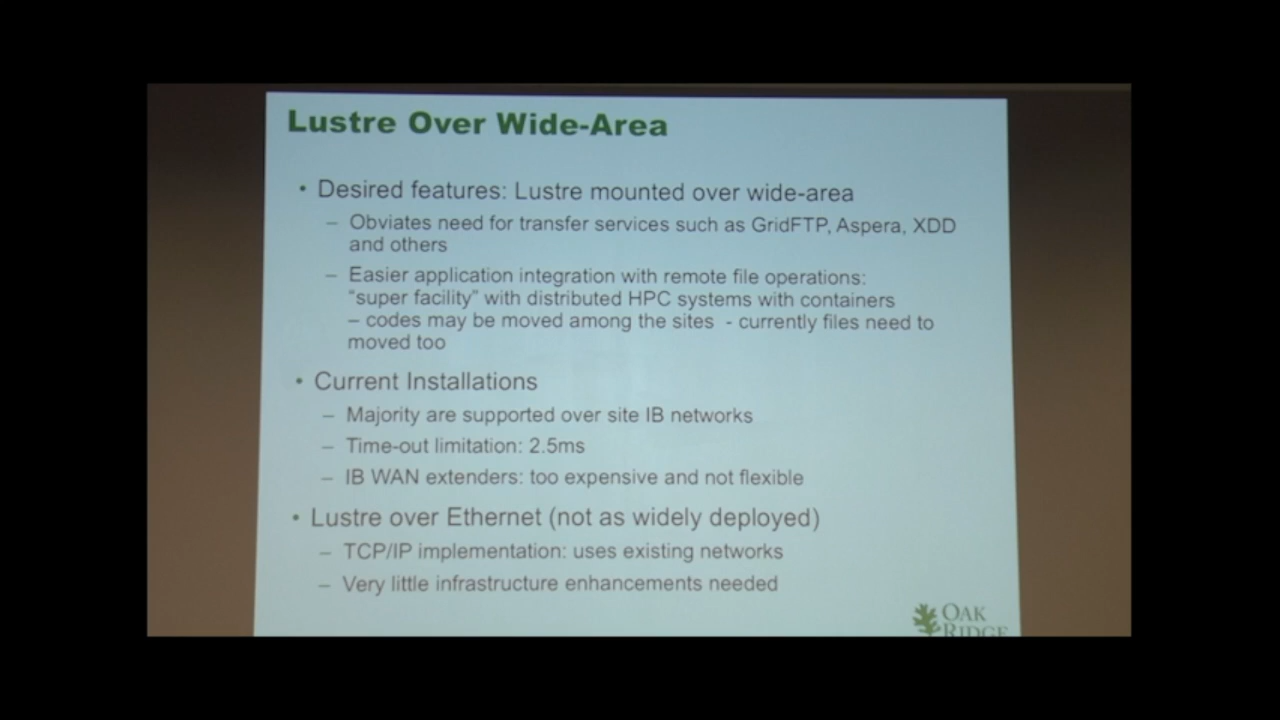 Lustre Over Wide-Area
• Desired features: Lustre mounted over wide-area
– Obviates need for transfer services such as GridFTP, Aspera, XDD
and others
– Easier application integration with remote file operations:
"super facility" with distributed HPC systems with containers
– codes may be moved among the sites - currently files need to
moved too
• Current Installations
– Majority are supported over site IB networks
– Time-out limitation: 2.5ms
– IB WAN extenders: too expensive and not flexible
• Lustre over Ethernet (not as widely deployed)
– TCP/IP implementation: uses existing networks
– Very little infrastructure enhancements needed
OAK
RIDGE